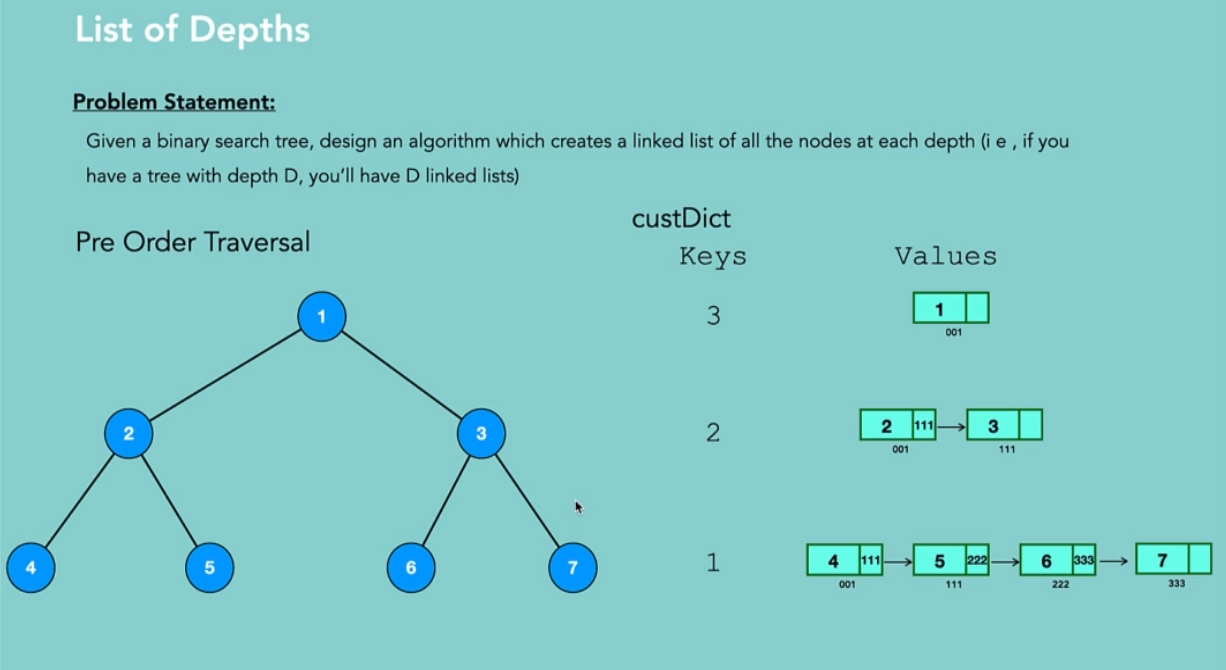 List of Depths
Problem Statement:
Given a binary search tree, design an algorithm which creates a linked list of all the nodes at each depth (i e , if you
have a tree with depth D, you'll have D linked lists)
Pre Order Traversal
custDict
Keys Values
1
3
1
001
2 3
2
2 111 3
001 111
4 5 6 7
1
4 111 5 222 6 333 7
001 111 222 333